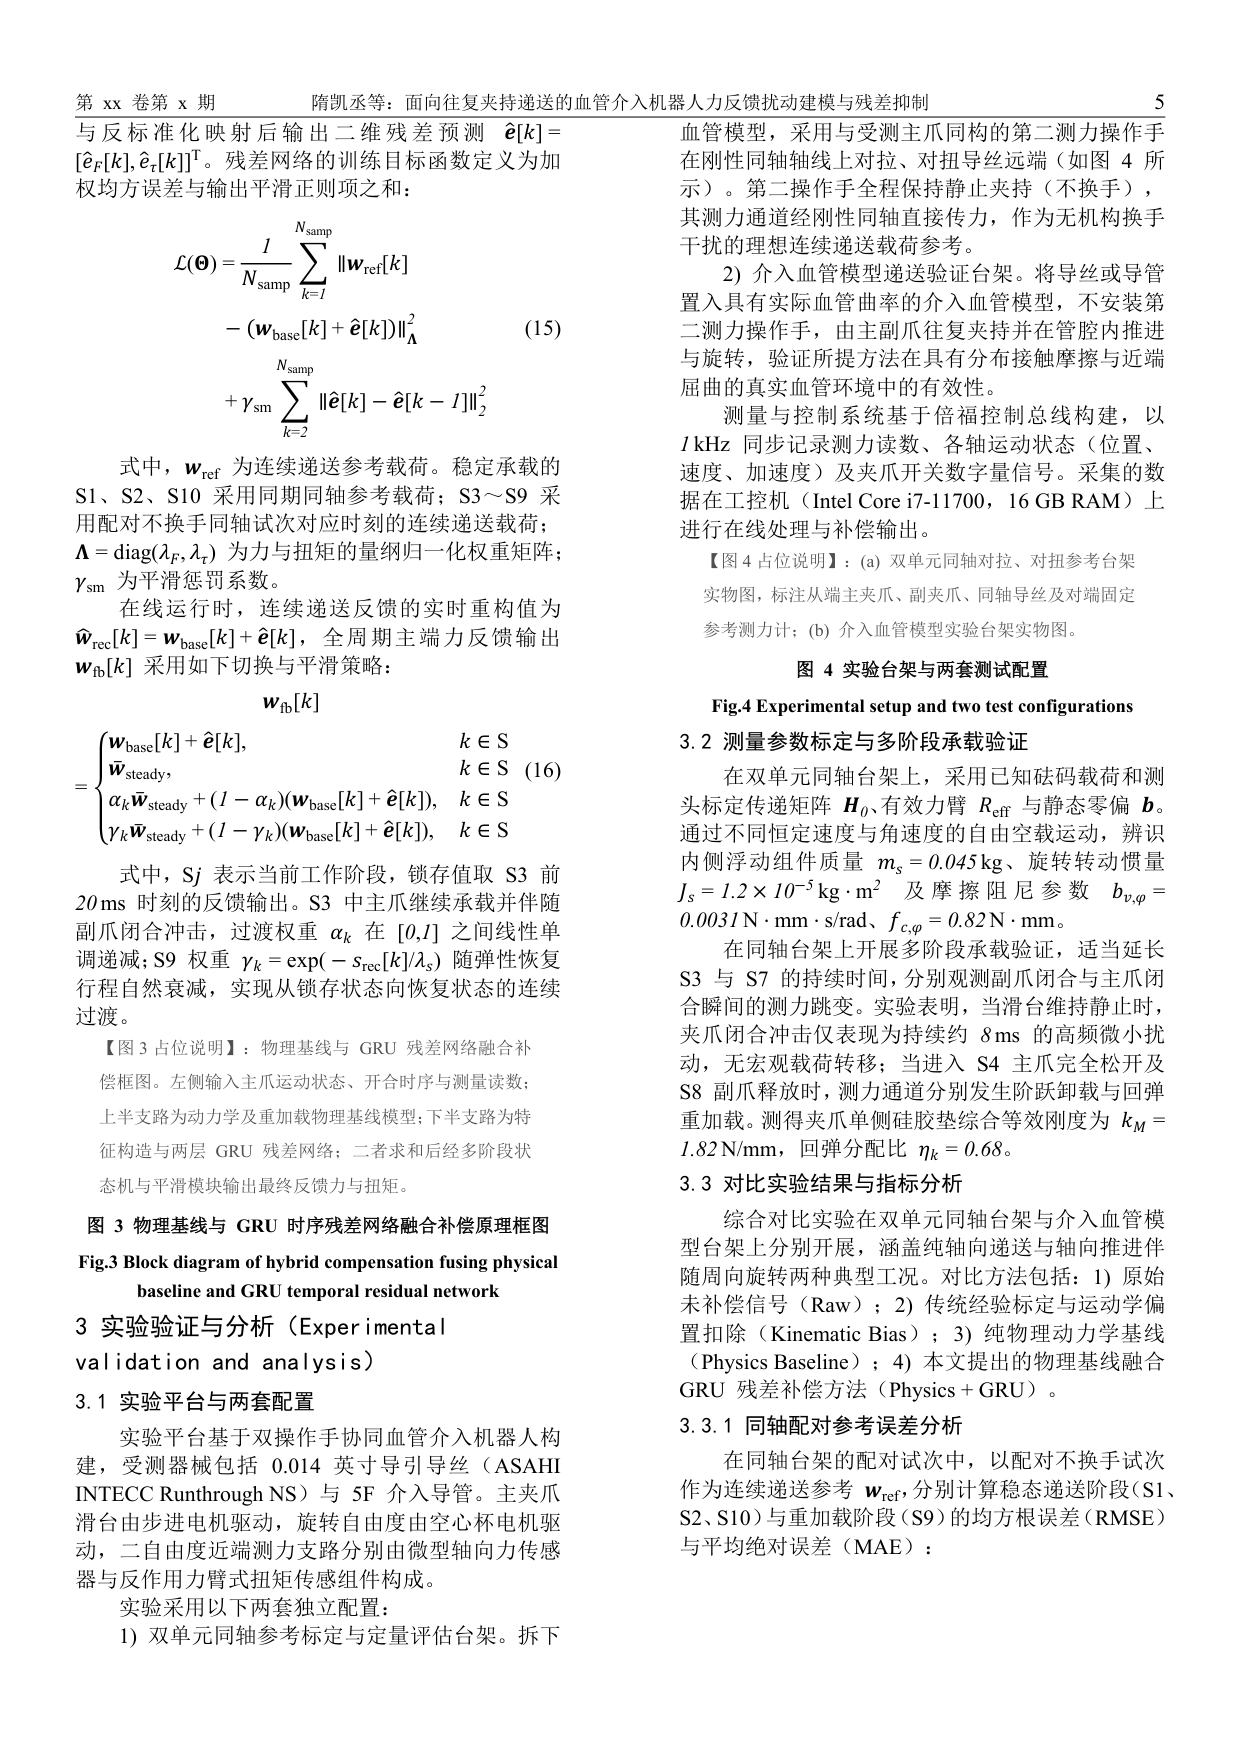 第 xx 卷第 x 期 隋凯丞等：面向往复夹持递送的血管介入机器人力反馈扰动建模与残差抑制 5
与反标准化映射后输出二维残差预测 ê[k] =
[ê_F[k], ê_τ[k]]^T。残差网络的训练目标函数定义为加
权均方误差与输出平滑正则项之和：
ℒ(Θ) = 1/N_samp ∑_{k=1}^{N_samp} ‖w_ref[k]
− (w_base[k] + ê[k])‖²_Λ (15)
+ γ_sm ∑_{k=2}^{N_samp} ‖ê[k] − ê[k − 1]‖²_2
式中，w_ref 为连续递送参考载荷。稳定承载的
S1、S2、S10 采用同期同轴参考载荷；S3～S9 采
用配对不换手同轴试次对应时刻的连续递送载荷；
Λ = diag(λ_F, λ_τ) 为力与扭矩的量纲归一化权重矩阵；
γ_sm 为平滑惩罚系数。
在线运行时，连续递送反馈的实时重构值为
ŵ_rec[k] = w_base[k] + ê[k]，全周期主端力反馈输出
w_fb[k] 采用如下切换与平滑策略：
w_fb[k]
= { w_base[k] + ê[k], k ∈ S
w̄_steady, k ∈ S (16)
α_k w̄_steady + (1 − α_k)(w_base[k] + ê[k]), k ∈ S
γ_k w̄_steady + (1 − γ_k)(w_base[k] + ê[k]), k ∈ S
式中，Sj 表示当前工作阶段，锁存值取 S3 前
20 ms 时刻的反馈输出。S3 中主爪继续承载并伴随
副爪闭合冲击，过渡权重 α_k 在 [0,1] 之间线性单
调递减；S9 权重 γ_k = exp(− s_rec[k]/λ_s) 随弹性恢复
行程自然衰减，实现从锁存状态向恢复状态的连续
过渡。
【图 3 占位说明】：物理基线与 GRU 残差网络融合补
偿框图。左侧输入主爪运动状态、开合时序与测量读数；
上半支路为动力学及重加载物理基线模型；下半支路为特
征构造与两层 GRU 残差网络；二者求和后经多阶段状
态机与平滑模块输出最终反馈力与扭矩。
图 3 物理基线与 GRU 时序残差网络融合补偿原理框图
Fig.3 Block diagram of hybrid compensation fusing physical
baseline and GRU temporal residual network
3 实验验证与分析（Experimental
validation and analysis）
3.1 实验平台与两套配置
实验平台基于双操作手协同血管介入机器人构
建，受测器械包括 0.014 英寸导引导丝（ASAHI
INTECC Runthrough NS）与 5F 介入导管。主夹爪
滑台由步进电机驱动，旋转自由度由空心杯电机驱
动，二自由度近端测力支路分别由微型轴向力传感
器与反作用力臂式扭矩传感组件构成。
实验采用以下两套独立配置：
1) 双单元同轴参考标定与定量评估台架。拆下
血管模型，采用与受测主爪同构的第二测力操作手
在刚性同轴轴线上对拉、对扭导丝远端（如图 4 所
示）。第二操作手全程保持静止夹持（不换手），
其测力通道经刚性同轴直接传力，作为无机构换手
干扰的理想连续递送载荷参考。
2) 介入血管模型递送验证台架。将导丝或导管
置入具有实际血管曲率的介入血管模型，不安装第
二测力操作手，由主副爪往复夹持并在管腔内推进
与旋转，验证所提方法在具有分布接触摩擦与近端
屈曲的真实血管环境中的有效性。
测量与控制系统基于倍福控制总线构建，以
1 kHz 同步记录测力读数、各轴运动状态（位置、
速度、加速度）及夹爪开关数字量信号。采集的数
据在工控机（Intel Core i7-11700，16 GB RAM）上
进行在线处理与补偿输出。
【图 4 占位说明】：(a) 双单元同轴对拉、对扭参考台架
实物图，标注从端主夹爪、副夹爪、同轴导丝及对端固定
参考测力计；(b) 介入血管模型实验台架实物图。
图 4 实验台架与两套测试配置
Fig.4 Experimental setup and two test configurations
3.2 测量参数标定与多阶段承载验证
在双单元同轴台架上，采用已知砝码载荷和测
头标定传递矩阵 H_0、有效力臂 R_eff 与静态零偏 b。
通过不同恒定速度与角速度的自由空载运动，辨识
内侧浮动组件质量 m_s = 0.045 kg、旋转转动惯量
J_s = 1.2 × 10⁻⁵ kg · m² 及摩擦阻尼参数 b_{v,φ} =
0.0031 N · mm · s/rad、f_{c,φ} = 0.82 N · mm。
在同轴台架上开展多阶段承载验证，适当延长
S3 与 S7 的持续时间，分别观测副爪闭合与主爪闭
合瞬间的测力跳变。实验表明，当滑台维持静止时，
夹爪闭合冲击仅表现为持续约 8 ms 的高频微小扰
动，无宏观载荷转移；当进入 S4 主爪完全松开及
S8 副爪释放时，测力通道分别发生阶跃卸载与回弹
重加载。测得夹爪单侧硅胶垫综合等效刚度为 k_M =
1.82 N/mm，回弹分配比 η_k = 0.68。
3.3 对比实验结果与指标分析
综合对比实验在双单元同轴台架与介入血管模
型台架上分别开展，涵盖纯轴向递送与轴向推进伴
随周向旋转两种典型工况。对比方法包括：1) 原始
未补偿信号（Raw）；2) 传统经验标定与运动学偏
置扣除（Kinematic Bias）；3) 纯物理动力学基线
（Physics Baseline）；4) 本文提出的物理基线融合
GRU 残差补偿方法（Physics + GRU）。
3.3.1 同轴配对参考误差分析
在同轴台架的配对试次中，以配对不换手试次
作为连续递送参考 w_ref，分别计算稳态递送阶段（S1、
S2、S10）与重加载阶段（S9）的均方根误差（RMSE）
与平均绝对误差（MAE）：